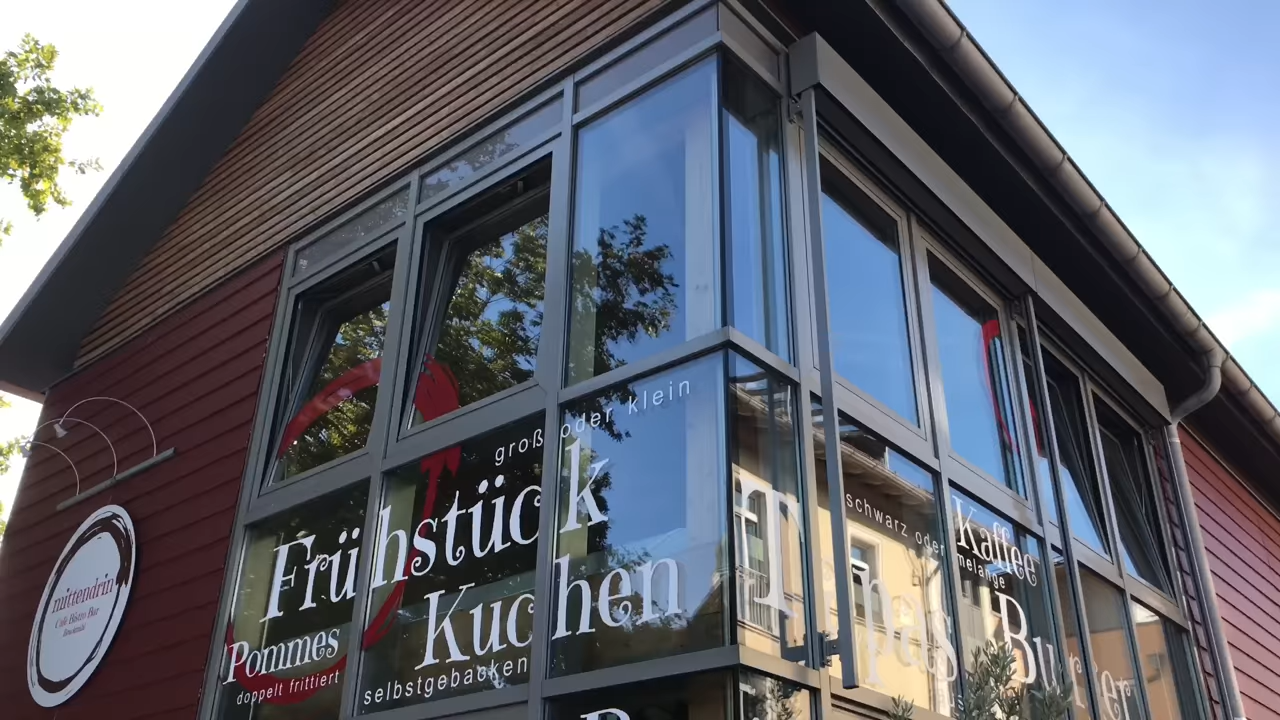 mittendrin
Café Bistro Bar
groß oder klein
Frühstück
Kuchen
selbstgebacken
Pommes
doppelt frittiert
schwarz oder
melange
Kaffee
Tapas
Burger